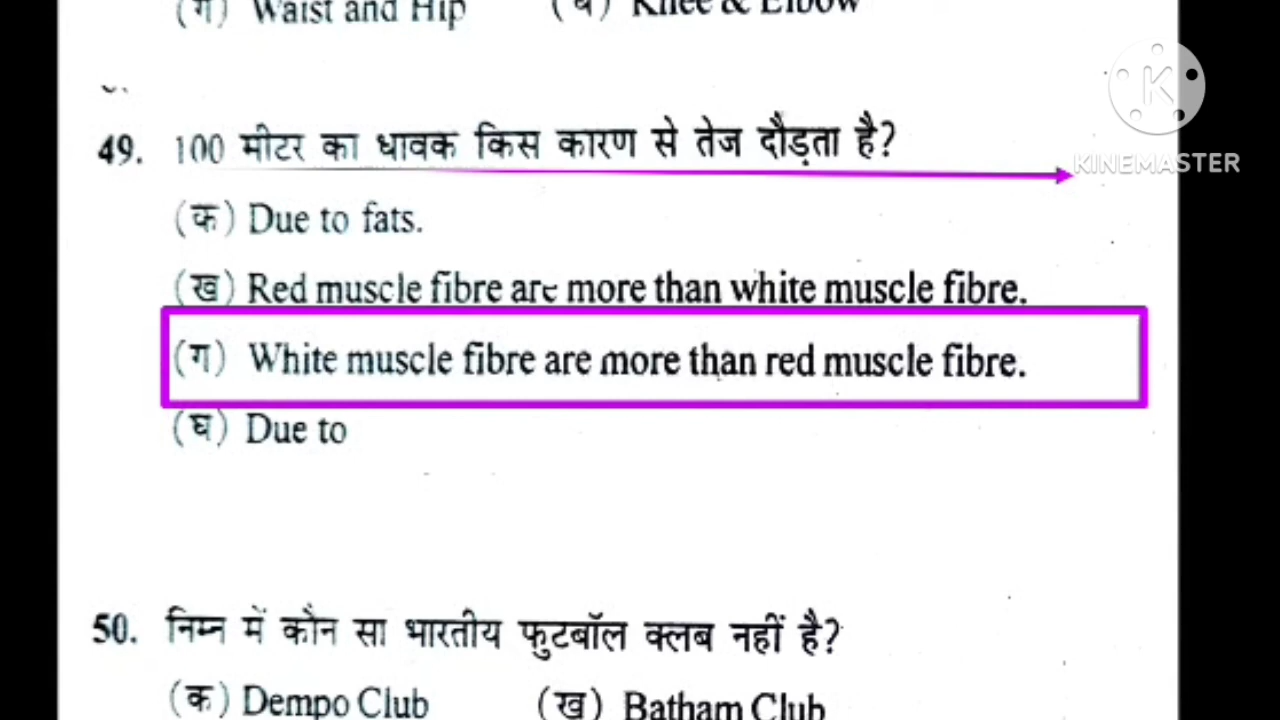 (ग) Waist and Hip (घ) Knee & Elbow
49. 100 मीटर का धावक किस कारण से तेज दौड़ता है?
KINEMASTER
(क) Due to fats.
(ख) Red muscle fibre are more than white muscle fibre.
(ग) White muscle fibre are more than red muscle fibre.
(घ) Due to
50. निम्न में कौन सा भारतीय फुटबॉल क्लब नहीं है?
(क) Dempo Club (ख) Batham Club